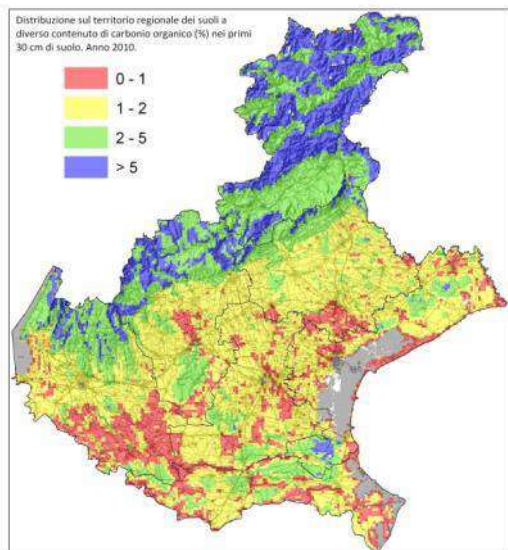 Distribuzione sul territorio regionale dei suoli a
diverso contenuto di carbonio organico (%) nei primi
30 cm di suolo. Anno 2010.
0 - 1
1 - 2
2 - 5
> 5